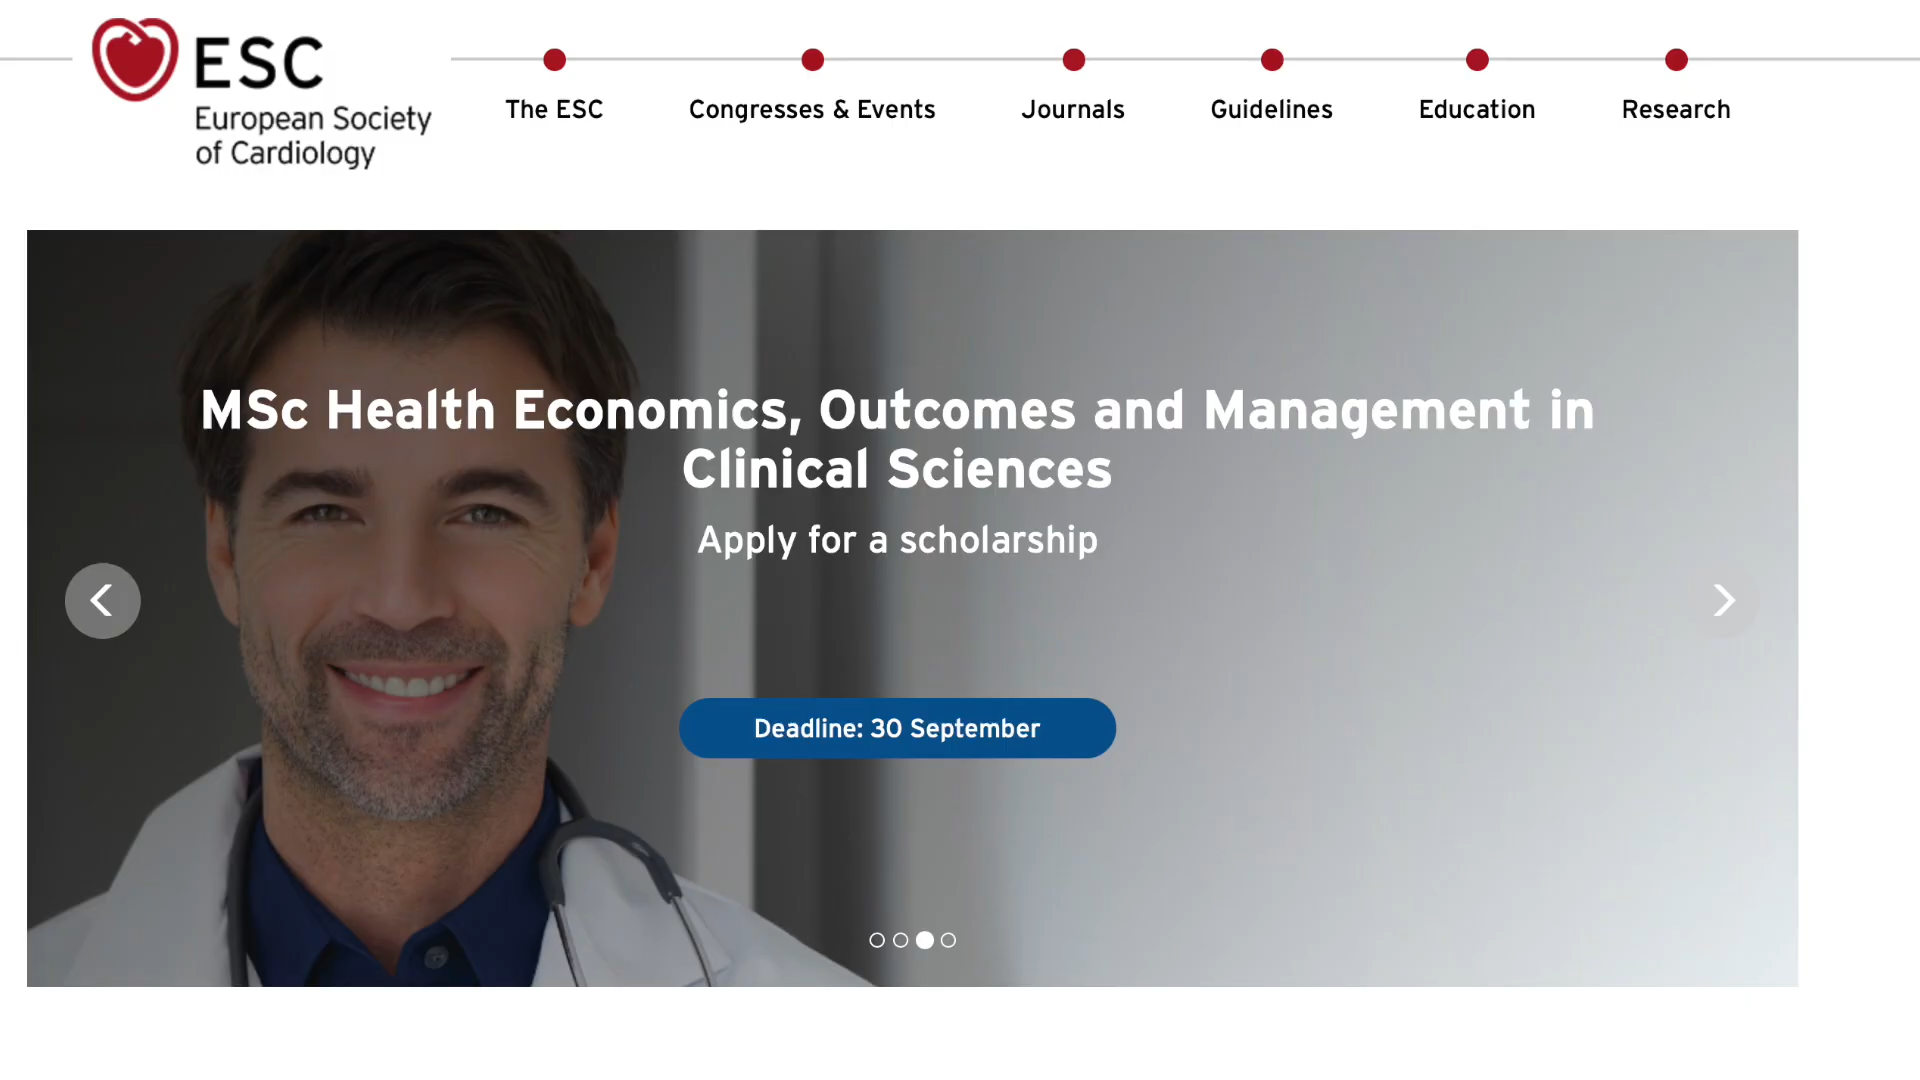 ESC
European Society
of Cardiology
The ESC
Congresses & Events
Journals
Guidelines
Education
Research
MSc Health Economics, Outcomes and Management in
Clinical Sciences
Apply for a scholarship
Deadline: 30 September